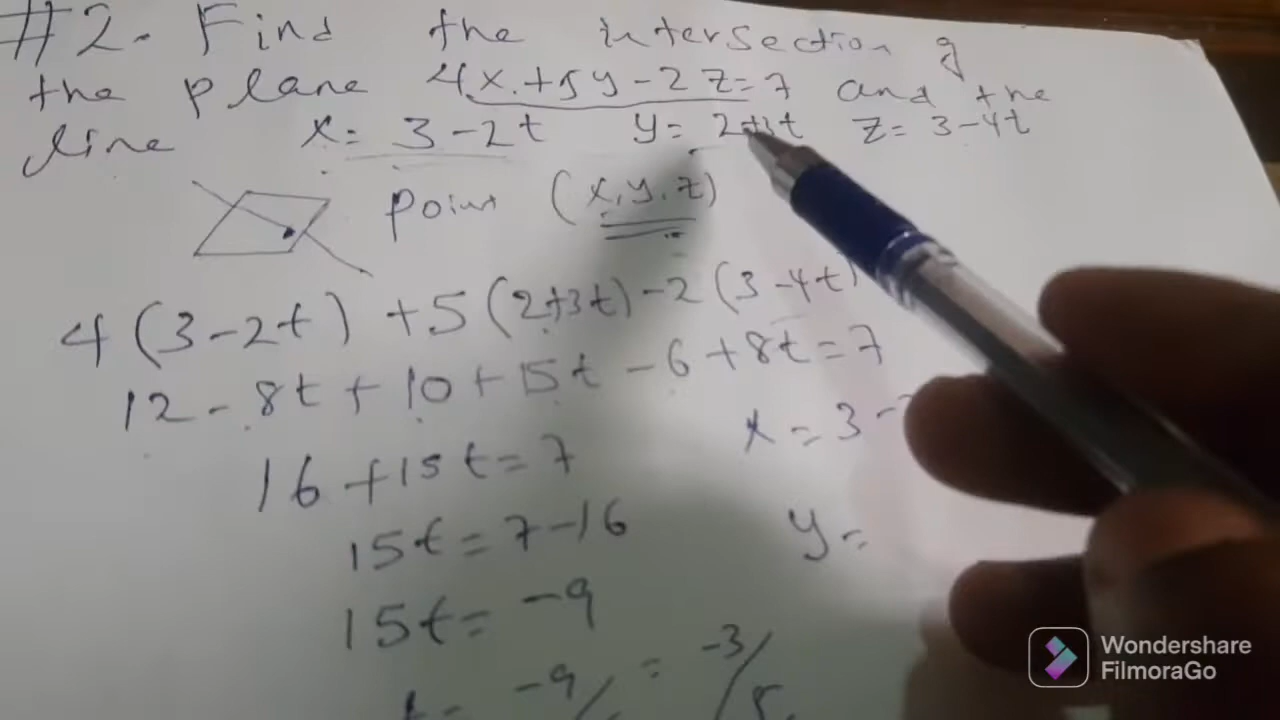 #2. Find the intersection of
the plane 4x+5y-2z=7 and the
line x=3-2t y=2+3t z=3-4t
point (x,y,z)
4(3-2t)+5(2+3t)-2(3-4t)
12-8t+10+15t-6+8t=7
16+15t=7
x=3-
15t=7-16
y=
15t=-9
t= -9/ = -3/5
Wondershare
FilmoraGo